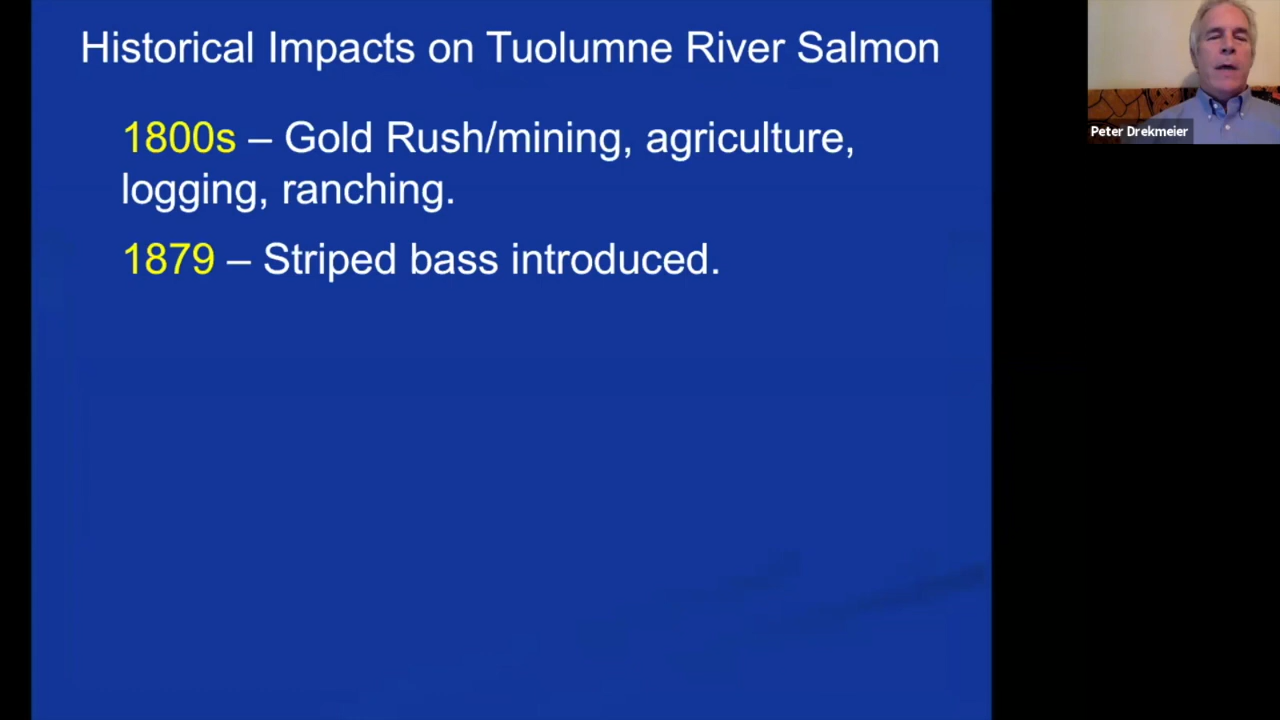 Historical Impacts on Tuolumne River Salmon
1800s – Gold Rush/mining, agriculture,
logging, ranching.
1879 – Striped bass introduced.
Peter Drekmeier